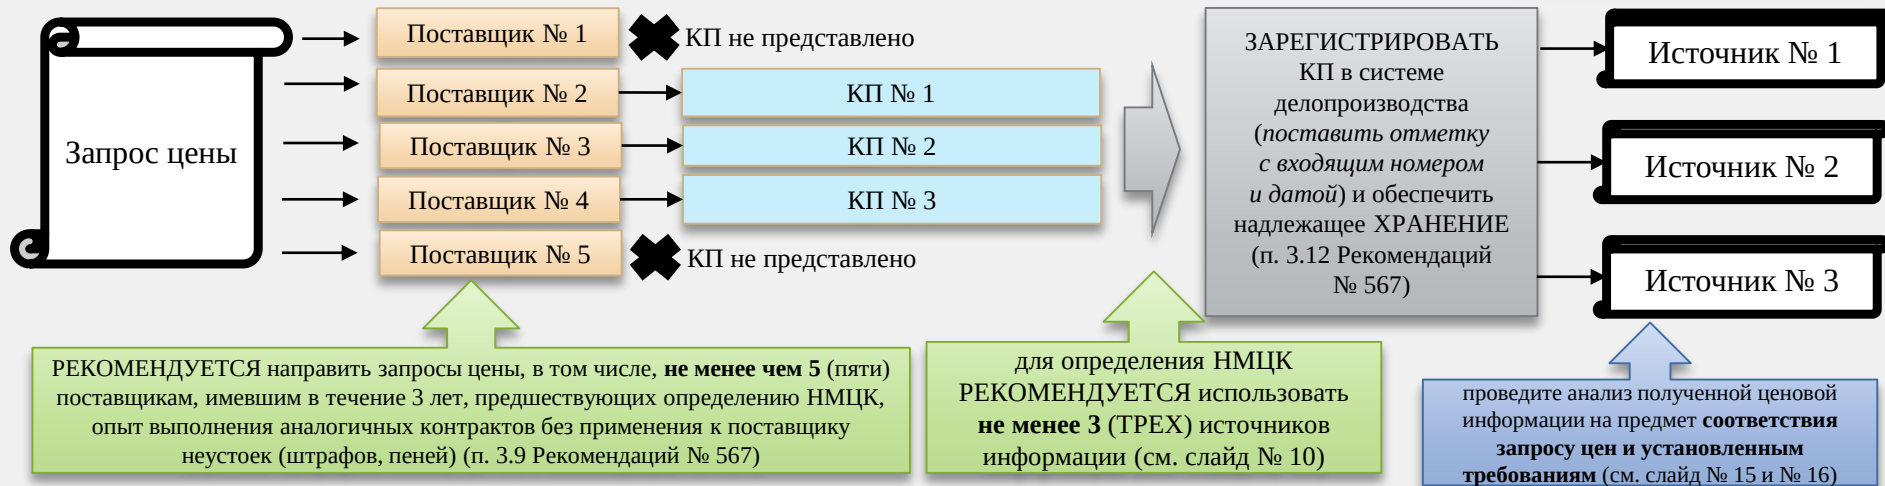 Запрос цены
Поставщик № 1
КП не представлено
Поставщик № 2
КП № 1
Поставщик № 3
КП № 2
Поставщик № 4
КП № 3
Поставщик № 5
КП не представлено
ЗАРЕГИСТРИРОВАТЬ
КП в системе
делопроизводства
(поставить отметку
с входящим номером
и датой) и обеспечить
надлежащее ХРАНЕНИЕ
(п. 3.12 Рекомендаций
№ 567)
Источник № 1
Источник № 2
Источник № 3
РЕКОМЕНДУЕТСЯ направить запросы цены, в том числе, не менее чем 5 (пяти)
поставщикам, имевшим в течение 3 лет, предшествующих определению НМЦК,
опыт выполнения аналогичных контрактов без применения к поставщику
неустоек (штрафов, пеней) (п. 3.9 Рекомендаций № 567)
для определения НМЦК
РЕКОМЕНДУЕТСЯ использовать
не менее 3 (ТРЕХ) источников
информации (см. слайд № 10)
проведите анализ полученной ценовой
информации на предмет соответствия
запросу цен и установленным
требованиям (см. слайд № 15 и № 16)